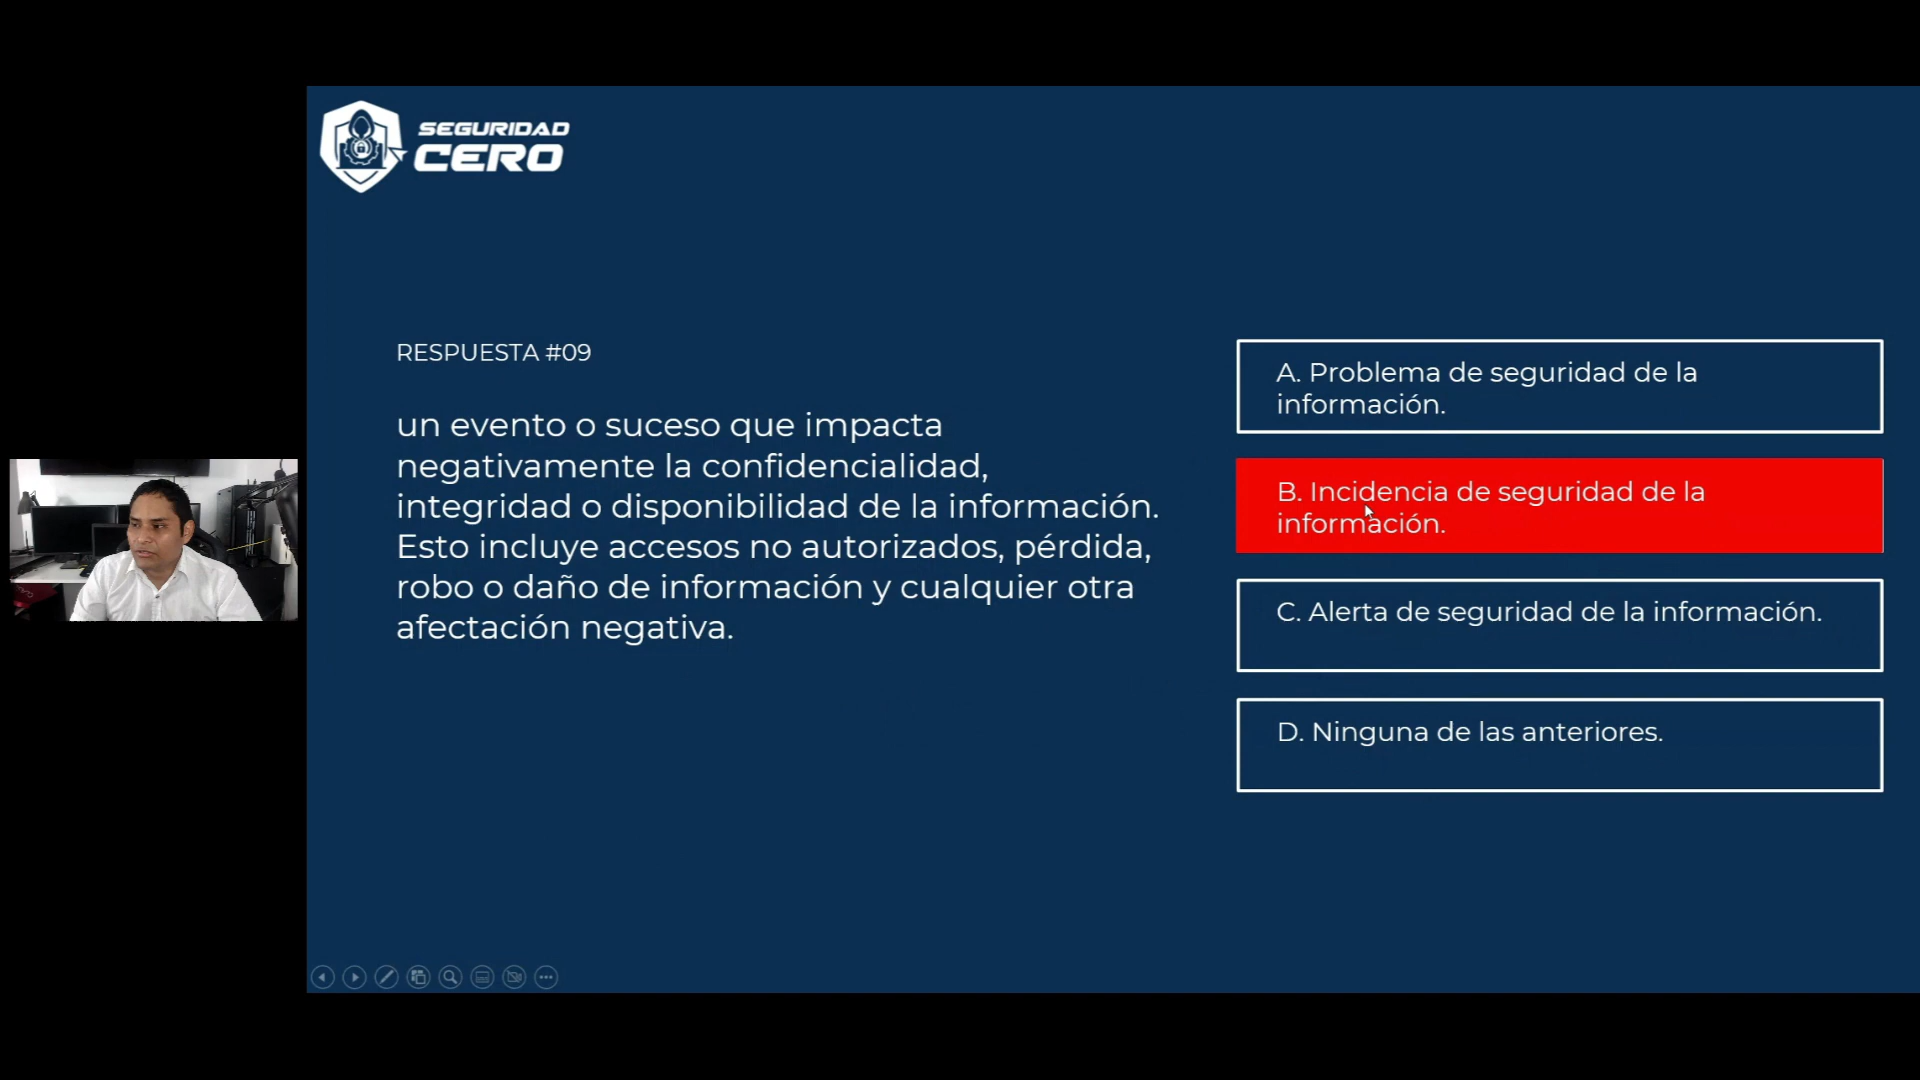 SEGURIDAD
CERO
RESPUESTA #09
un evento o suceso que impacta
negativamente la confidencialidad,
integridad o disponibilidad de la información.
Esto incluye accesos no autorizados, pérdida,
robo o daño de información y cualquier otra
afectación negativa.
A. Problema de seguridad de la
información.
B. Incidencia de seguridad de la
información.
C. Alerta de seguridad de la información.
D. Ninguna de las anteriores.